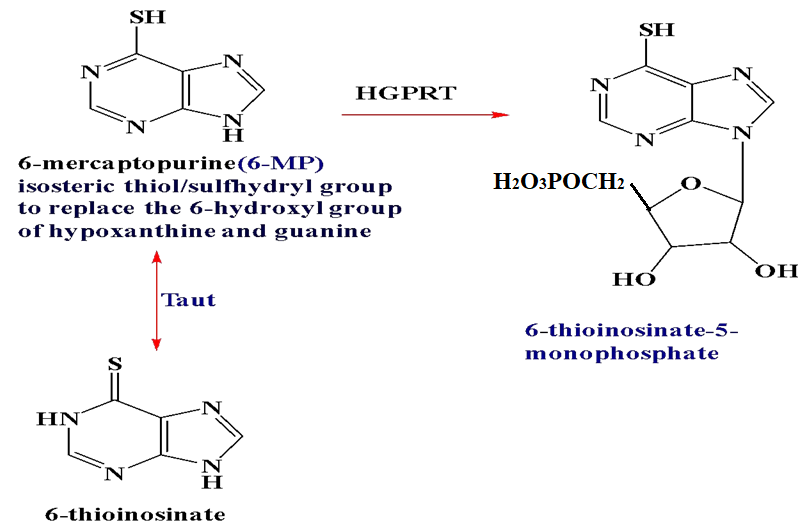 SH
N
N
N
N
H
6-mercaptopurine(6-MP)
isosteric thiol/sulfhydryl group
to replace the 6-hydroxyl group
of hypoxanthine and guanine
HGPRT
SH
N
N
N
N
H2O3POCH2
O
HO
OH
6-thioinosinate-5-
monophosphate
Taut
S
HN
N
N
N
H
6-thioinosinate